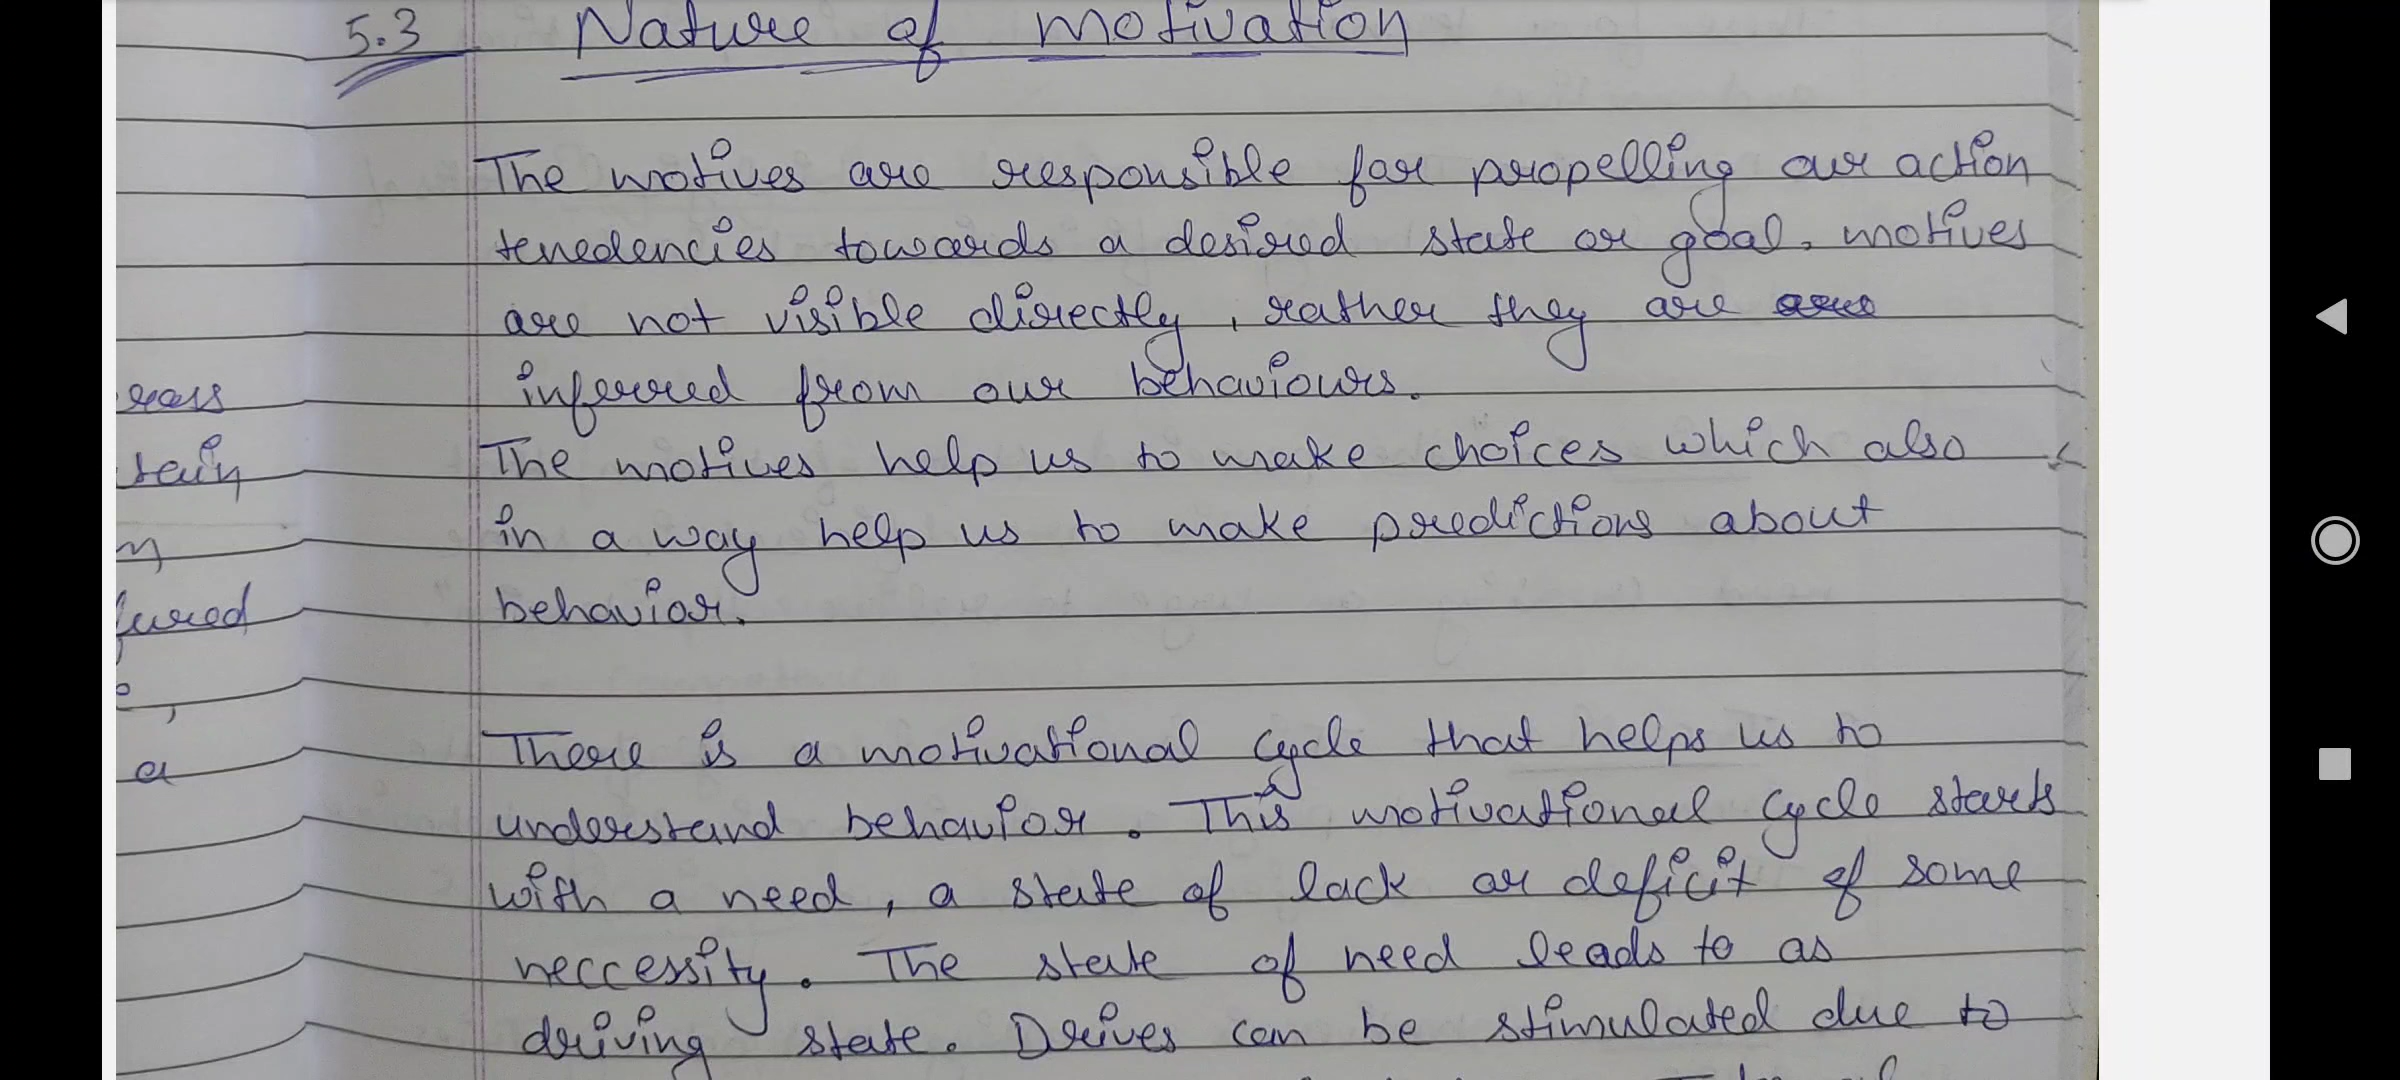 5.3 Nature of motivation
The motives are responsible for propelling our action
tenedencies towards a desired state or goal. motives
are not visible directly, rather they are
inferred from our behaviours.
The motives help us to make choices which also
in a way help us to make predictions about
behavior.
There is a motivational cycle that helps us to
understand behavior. This motivational cycle starts
with a need, a state of lack or deficit of some
neccessity. The state of need leads to as
driving state. Drives can be stimulated due to